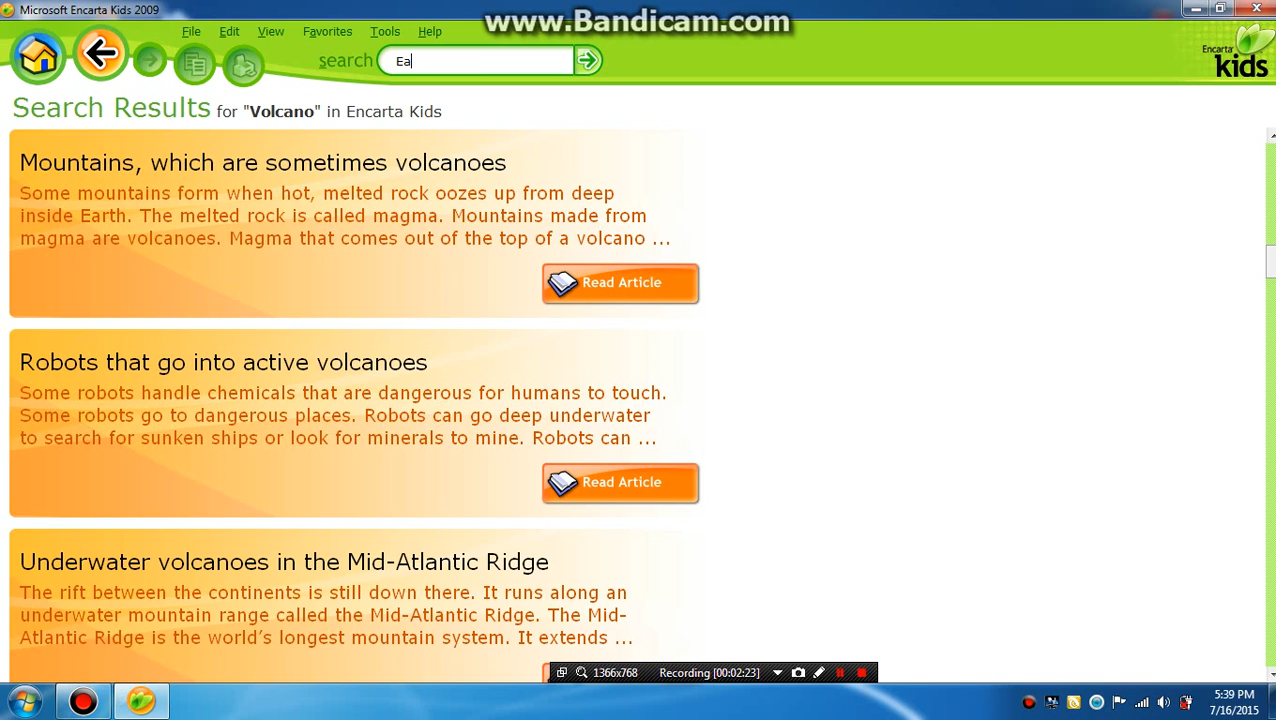 Microsoft Encarta Kids 2009
www.Bandicam.com
File Edit View Favorites Tools Help
search Ea
Encarta
kids
Search Results for "Volcano" in Encarta Kids
Mountains, which are sometimes volcanoes
Some mountains form when hot, melted rock oozes up from deep
inside Earth. The melted rock is called magma. Mountains made from
magma are volcanoes. Magma that comes out of the top of a volcano ...
Read Article
Robots that go into active volcanoes
Some robots handle chemicals that are dangerous for humans to touch.
Some robots go to dangerous places. Robots can go deep underwater
to search for sunken ships or look for minerals to mine. Robots can ...
Read Article
Underwater volcanoes in the Mid-Atlantic Ridge
The rift between the continents is still down there. It runs along an
underwater mountain range called the Mid-Atlantic Ridge. The Mid-
Atlantic Ridge is the world's longest mountain system. It extends ...
1366x768 Recording [00:02:23]
5:39 PM
7/16/2015